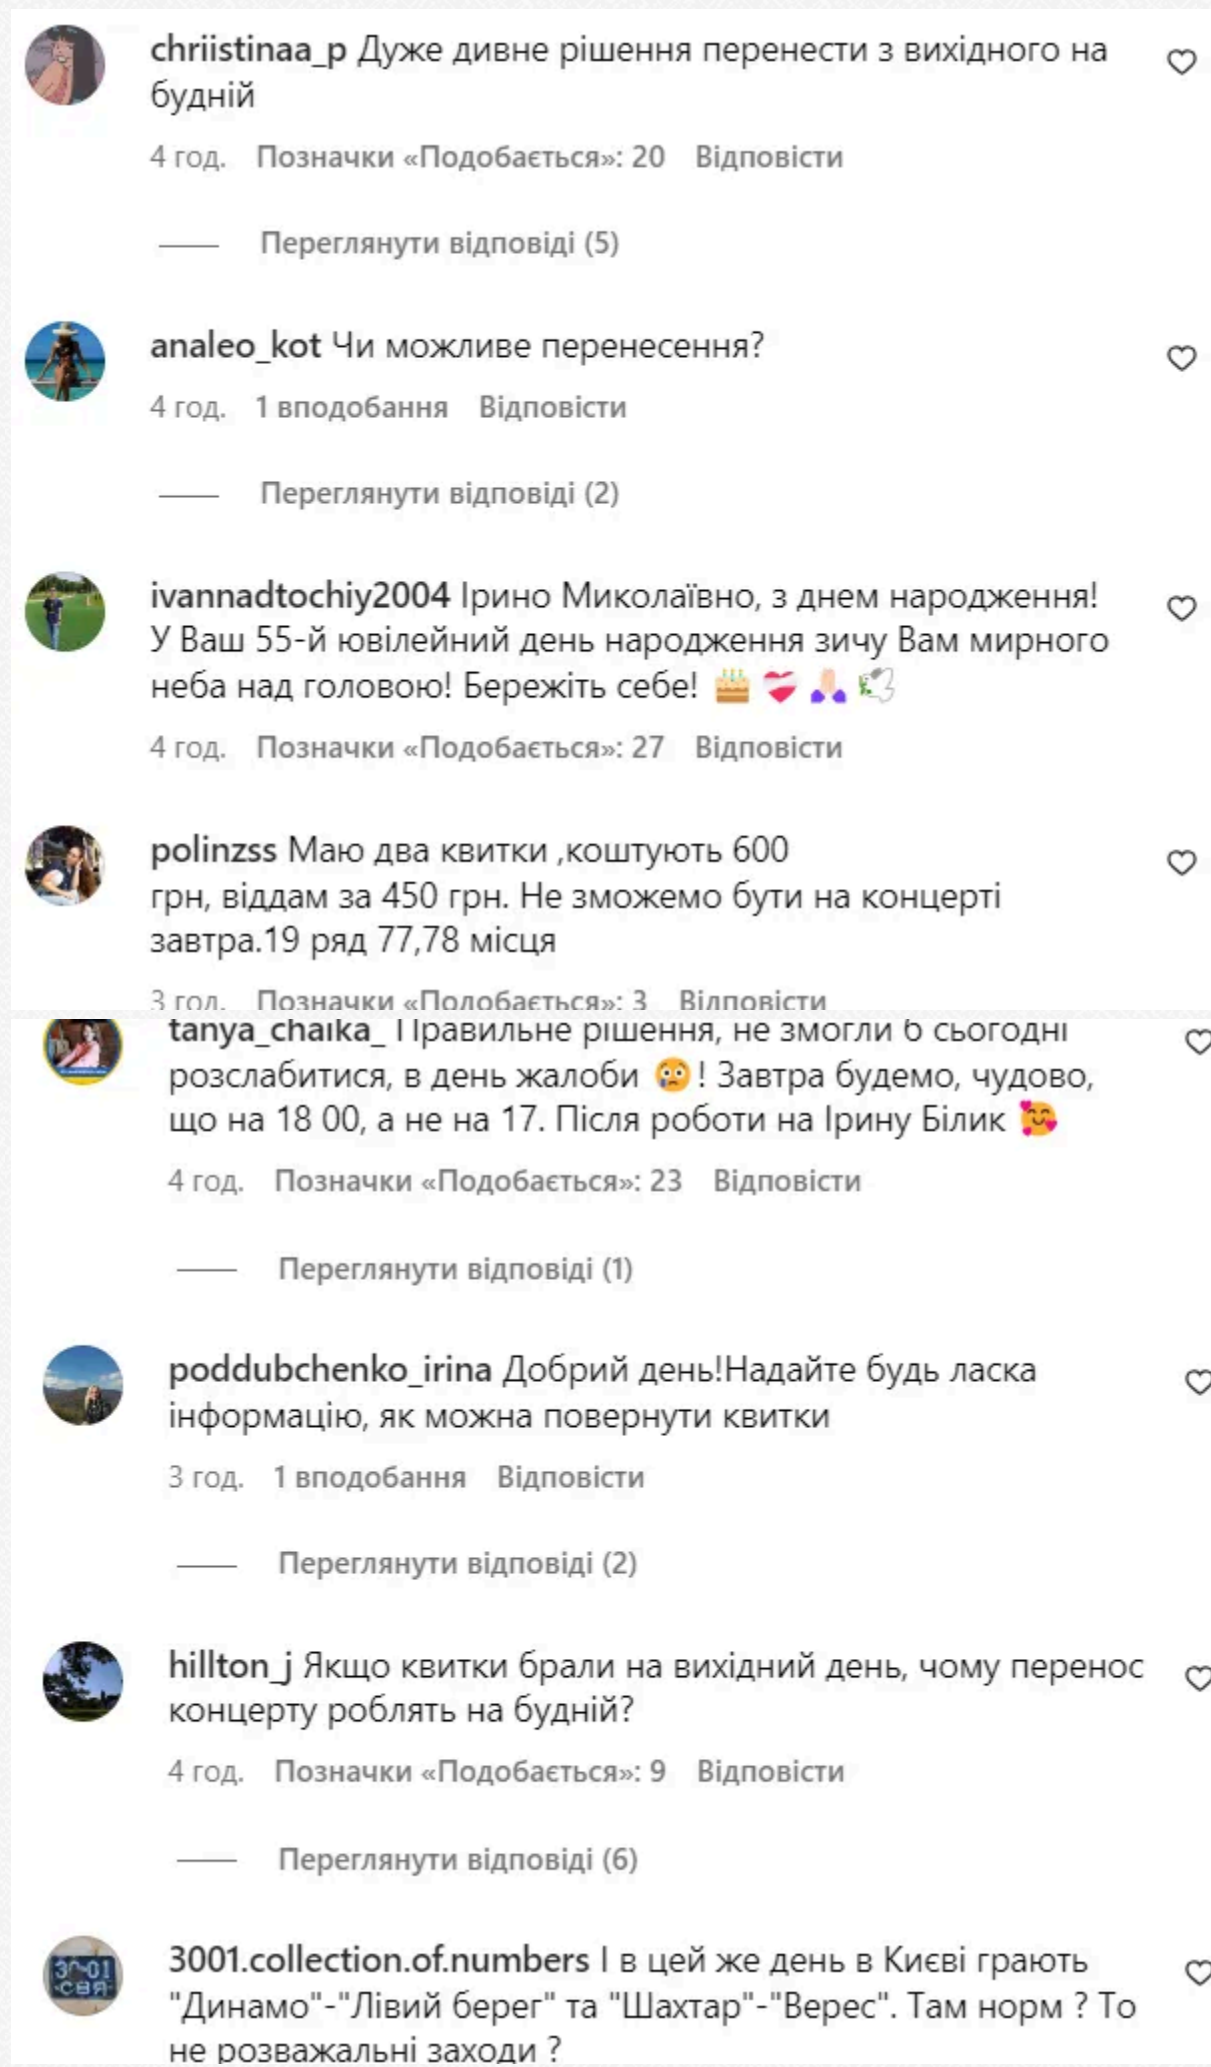 chriistinaa_p Дуже дивне рішення перенести з вихідного на
будній
4 год. Позначки «Подобається»: 20 Відповісти
Переглянути відповіді (5)
analeo_kot Чи можливе перенесення?
4 год. 1 вподобання Відповісти
Переглянути відповіді (2)
ivannadtochiy2004 Ірино Миколаївно, з днем народження!
У Ваш 55-й ювілейний день народження зичу Вам мирного
неба над головою! Бережіть себе! 🎂 ❤️‍🩹 🙏🏻 🕊️
4 год. Позначки «Подобається»: 27 Відповісти
polinzss Маю два квитки ,коштують 600
грн, віддам за 450 грн. Не зможемо бути на концерті
завтра.19 ряд 77,78 місця
3 год. Позначки «Подобається»: 3 Відповісти
tanya_chaika_ Правильне рішення, не змогли б сьогодні
розслабитися, в день жалоби 😢! Завтра будемо, чудово,
що на 18 00, а не на 17. Після роботи на Ірину Білик 🥰
4 год. Позначки «Подобається»: 23 Відповісти
Переглянути відповіді (1)
poddubchenko_irina Добрий день!Надайте будь ласка
інформацію, як можна повернути квитки
3 год. 1 вподобання Відповісти
Переглянути відповіді (2)
hillton_j Якщо квитки брали на вихідний день, чому перенос
концерту роблять на будній?
4 год. Позначки «Подобається»: 9 Відповісти
Переглянути відповіді (6)
3001.collection.of.numbers І в цей же день в Києві грають
"Динамо"-"Лівий берег" та "Шахтар"-"Верес". Там норм ? То
не розважальні заходи ?